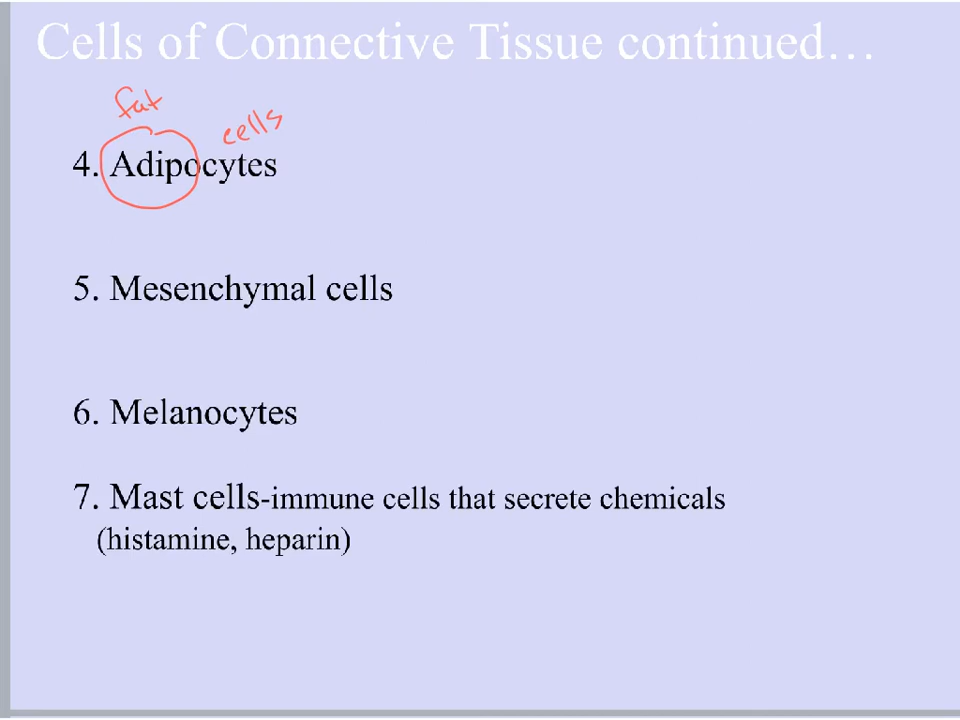 Cells of Connective Tissue continued…
fat
cells
4. Adipocytes
5. Mesenchymal cells
6. Melanocytes
7. Mast cells-immune cells that secrete chemicals
(histamine, heparin)